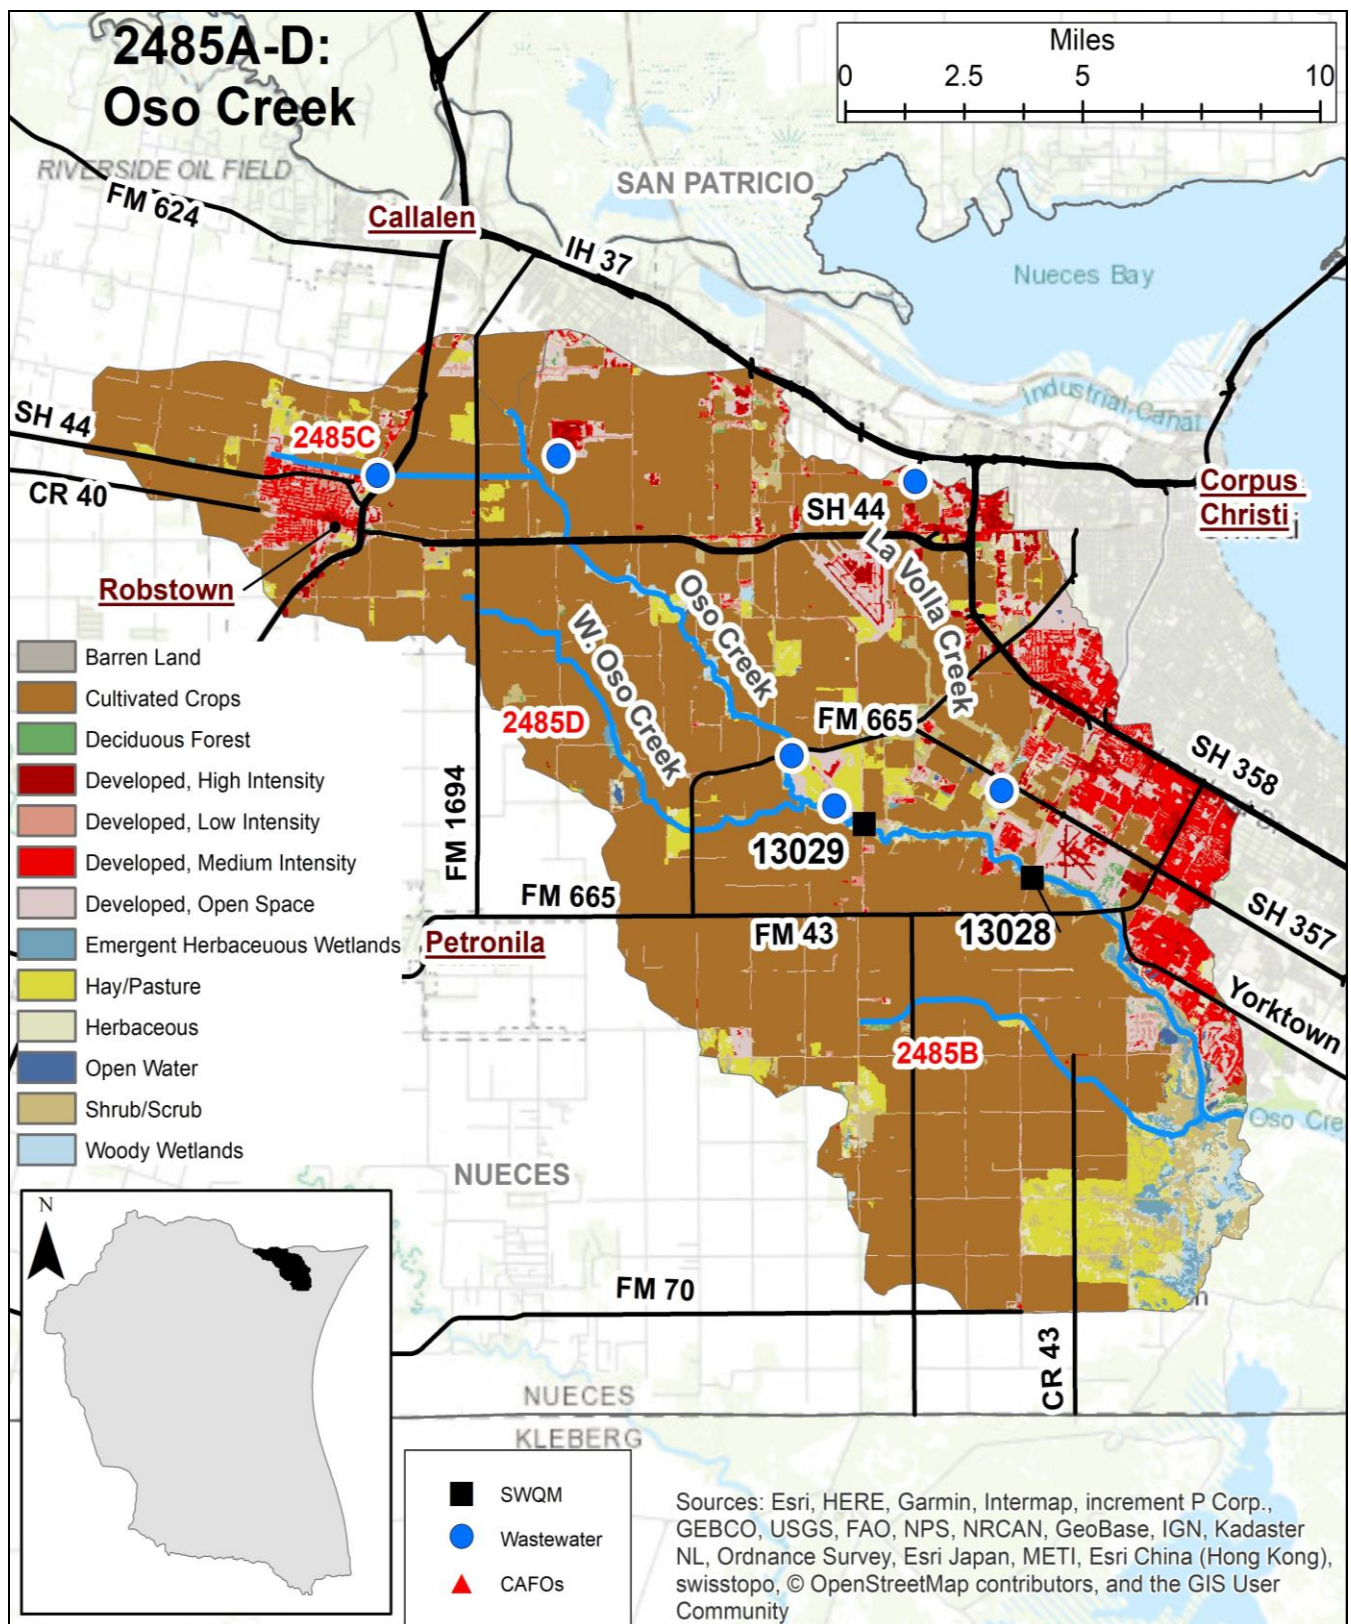 2485A-D:
Oso Creek
Miles
0 2.5 5 10
RIVERSIDE OIL FIELD
FM 624
Callalen
SAN PATRICIO
IH 37
Nueces Bay
Industrial Canal
SH 44
2485C
CR 40
Corpus
Christi
SH 44
Robstown
La Volla Creek
Oso Creek
W. Oso Creek
2485D
FM 665
SH 358
FM 1694
13029
FM 665
SH 357
FM 43
13028
Petronila
Yorktown
2485B
Oso Cre
Barren Land
Cultivated Crops
Deciduous Forest
Developed, High Intensity
Developed, Low Intensity
Developed, Medium Intensity
Developed, Open Space
Emergent Herbaceuous Wetlands
Hay/Pasture
Herbaceous
Open Water
Shrub/Scrub
Woody Wetlands
NUECES
N
FM 70
CR 43
NUECES
KLEBERG
SWQM
Wastewater
CAFOs
Sources: Esri, HERE, Garmin, Intermap, increment P Corp.,
GEBCO, USGS, FAO, NPS, NRCAN, GeoBase, IGN, Kadaster
NL, Ordnance Survey, Esri Japan, METI, Esri China (Hong Kong),
swisstopo, © OpenStreetMap contributors, and the GIS User
Community